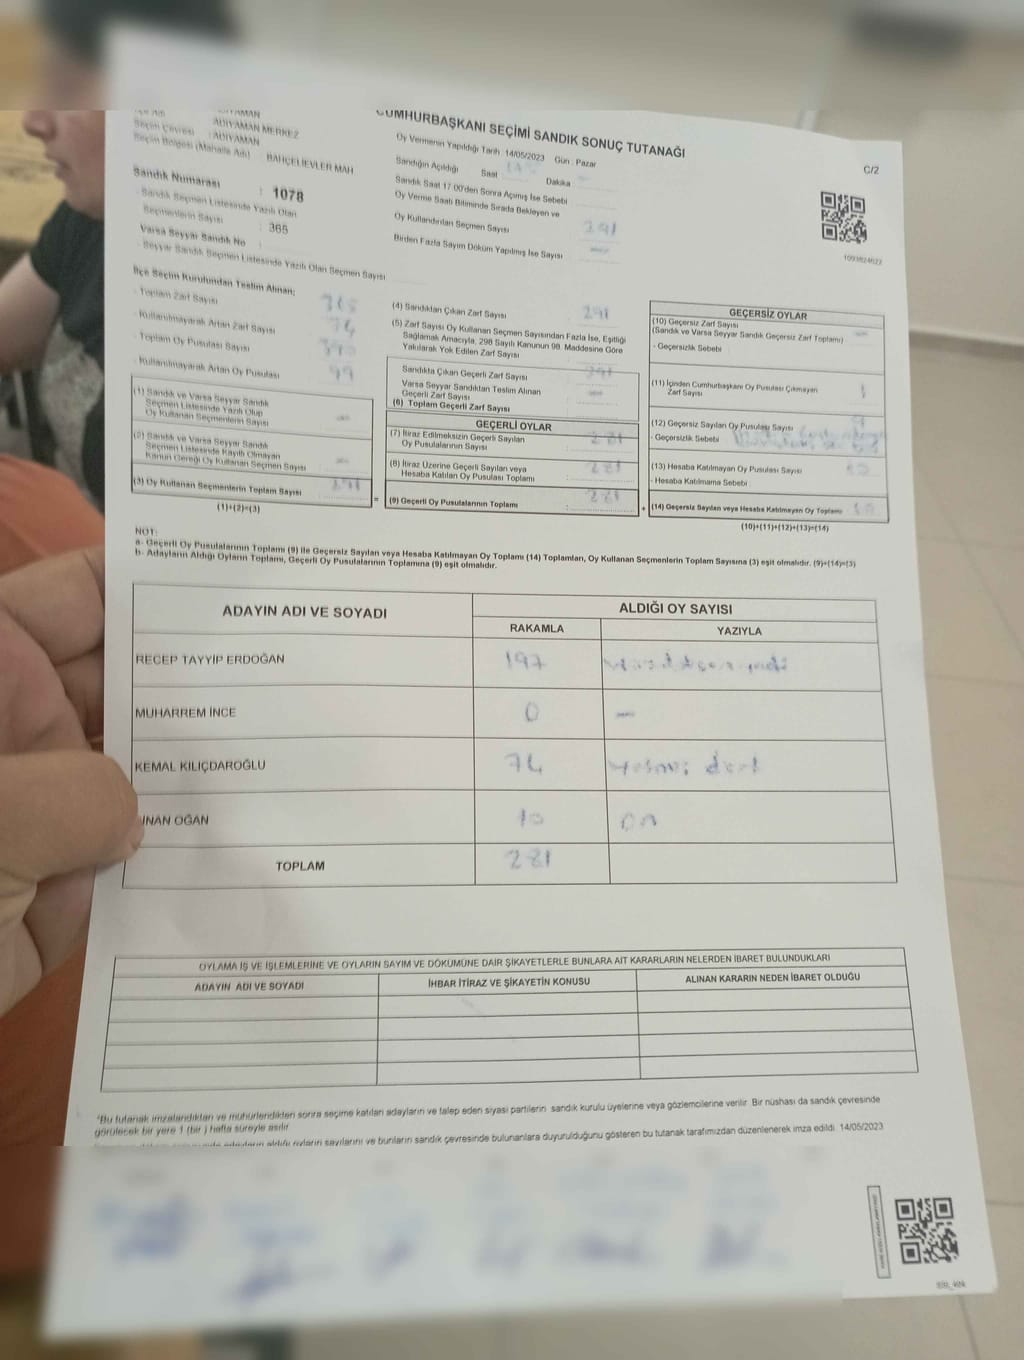 ADIYAMAN MERKEZ
Seçim Çevresi : ADIYAMAN
Seçim Bölgesi (Mahalle Adı) : BAHÇELİEVLER MAH
CUMHURBAŞKANI SEÇİMİ SANDIK SONUÇ TUTANAĞI
C/2
Oy Vermenin Yapıldığı Tarih 14/05/2023 Gün : Pazar
Sandığın Açıldığı Saat Dakika
Sandık Saat 17 00'den Sonra Açımış İse Sebebi
Oy Verme Saati Bitiminde Sırada Bekleyen ve
Oy Kullandırılan Seçmen Sayısı 291
Birden Fazla Sayım Döküm Yapılmış İse Sayısı
Sandık Numarası : 1078
Sandık Seçmen Listesinde Yazılı Olan
Seçmenlerin Sayısı : 365
Varsa Seyyar Sandık No :
Seyyar Sandık Seçmen Listesinde Yazılı Olan Seçmen Sayısı
İlçe Seçim Kurulundan Teslim Alınan;
- Toplam Zarf Sayısı
- Kullanılmayarak Artan Zarf Sayısı 74
- Toplam Oy Pusulası Sayısı
- Kullanılmayarak Artan Oy Pusulası 99
(1) Sandık ve Varsa Seyyar Sandık
Seçmen Listesinde Yazılı Olup
Oy Kullanan Seçmenlerin Sayısı
(2) Sandık ve Varsa Seyyar Sandık
Seçmen Listesinde Kayıtlı Olmayan
Kanun Gereği Oy Kullanan Seçmen Sayısı
(3) Oy Kullanan Seçmenlerin Toplam Sayısı 291
(1)+(2)=(3)
(4) Sandıktan Çıkan Zarf Sayısı 291
(5) Zarf Sayısı Oy Kullanan Seçmen Sayısından Fazla İse, Eşitliği
Sağlamak Amacıyla, 298 Sayılı Kanunun 98. Maddesine Göre
Yakılarak Yok Edilen Zarf Sayısı
Sandıkta Çıkan Geçerli Zarf Sayısı 291
Varsa Seyyar Sandıktan Teslim Alınan
Geçerli Zarf Sayısı
(6) Toplam Geçerli Zarf Sayısı
GEÇERLİ OYLAR
(7) İtiraz Edilmeksizin Geçerli Sayılan
Oy Pusulasının Sayısı : 281
(8) İtiraz Üzerine Geçerli Sayılan veya
Hesaba Katılan Oy Pusulası Toplamı : 281
(9) Geçerli Oy Pusulalarının Toplamı : 281
GEÇERSİZ OYLAR
(10) Geçersiz Zarf Sayısı
(Sandık ve Varsa Seyyar Sandık Geçersiz Zarf Toplamı)
- Geçersizlik Sebebi
(11) İçinden Cumhurbaşkanı Oy Pusulası Çıkmayan
Zarf Sayısı 1
(12) Geçersiz Sayılan Oy Pusulası Sayısı 9
- Geçersizlik Sebebi
(13) Hesaba Katılmayan Oy Pusulası Sayısı
- Hesaba Katılmama Sebebi
(14) Geçersiz Sayılan veya Hesaba Katılmayan Oy Toplamı 10
(10)+(11)+(12)+(13)=(14)
NOT:
a- Geçerli Oy Pusulalarının Toplamı (9) ile Geçersiz Sayılan veya Hesaba Katılmayan Oy Toplamı (14) Toplamları, Oy Kullanan Seçmenlerin Toplam Sayısına (3) eşit olmalıdır. (9)+(14)=(3)
b- Adayların Aldığı Oyların Toplamı, Geçerli Oy Pusulalarının Toplamına (9) eşit olmalıdır.
ADAYIN ADI VE SOYADI
ALDIĞI OY SAYISI
RAKAMLA YAZIYLA
RECEP TAYYİP ERDOĞAN 197
MUHARREM İNCE 0 —
KEMAL KILIÇDAROĞLU 74
İNAN OĞAN 10 on
TOPLAM 281
OYLAMA İŞ VE İŞLEMLERİNE VE OYLARIN SAYIM VE DÖKÜMÜNE DAİR ŞİKAYETLERLE BUNLARA AİT KARARLARIN NELERDEN İBARET BULUNDUKLARI
ADAYIN ADI VE SOYADI İHBAR İTİRAZ VE ŞİKAYETİN KONUSU ALINAN KARARIN NEDEN İBARET OLDUĞU
*Bu tutanak imzalandıktan ve mühürlendikten sonra seçime katılan adayların ve talep eden siyasi partilerin sandık kurulu üyelerine veya gözlemcilerine verilir. Bir nüshası da sandık çevresinde
görülecek bir yere 1 (bir ) hafta süreyle asılır.
aldığı oyların sayılarını ve bunların sandık çevresinde bulunanlara duyurulduğunu gösteren bu tutanak tarafımızdan düzenlenerek imza edildi. 14/05/2023